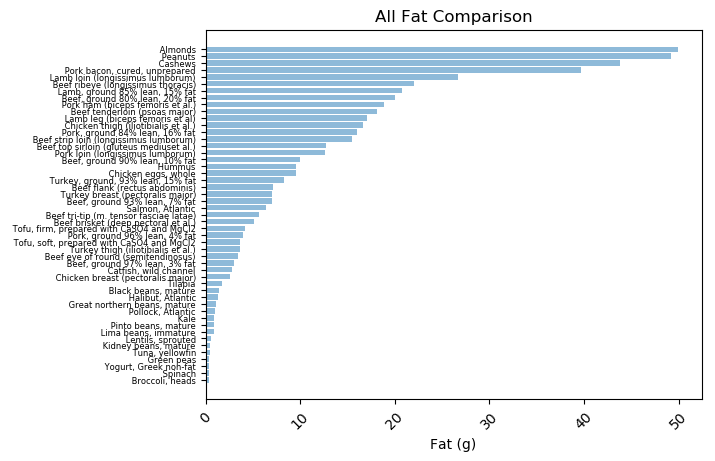 All Fat Comparison
Almonds
Peanuts
Cashews
Pork bacon, cured, unprepared
Lamb loin (longissimus lumborum)
Beef ribeye (longissimus thoracis)
Lamb, ground 85% lean, 15% fat
Beef, ground 80% lean, 20% fat
Pork ham (biceps femoris et al.)
Beef tenderloin (psoas major)
Lamb leg (biceps femoris et al)
Chicken thigh (iliotibialis et al.)
Pork, ground 84% lean, 16% fat
Beef strip loin (longissimus lumborum)
Beef top sirloin (gluteus mediuset al.)
Pork loin (longissimus lumborum)
Beef, ground 90% lean, 10% fat
Hummus
Chicken eggs, whole
Turkey, ground, 93% lean, 15% fat
Beef flank (rectus abdominis)
Turkey breast (pectoralis major)
Beef, ground 93% lean, 7% fat
Salmon, Atlantic
Beef tri-tip (m. tensor fasciae latae)
Beef brisket (deep pectoral et al.)
Tofu, firm, prepared with CaSO4 and MgCl2
Pork, ground 96% lean, 4% fat
Tofu, soft, prepared with CaSO4 and MgCl2
Turkey thigh (iliotibialis et al.)
Beef eye of round (semitendinosus)
Beef, ground 97% lean, 3% fat
Catfish, wild channel
Chicken breast (pectoralis major)
Tilapia
Black beans, mature
Halibut, Atlantic
Great northern beans, mature
Pollock, Atlantic
Kale
Pinto beans, mature
Lima beans, immature
Lentils, sprouted
Kidney beans, mature
Tuna, yellowfin
Green peas
Yogurt, Greek non-fat
Spinach
Broccoli, heads
0 10 20 30 40 50
Fat (g)